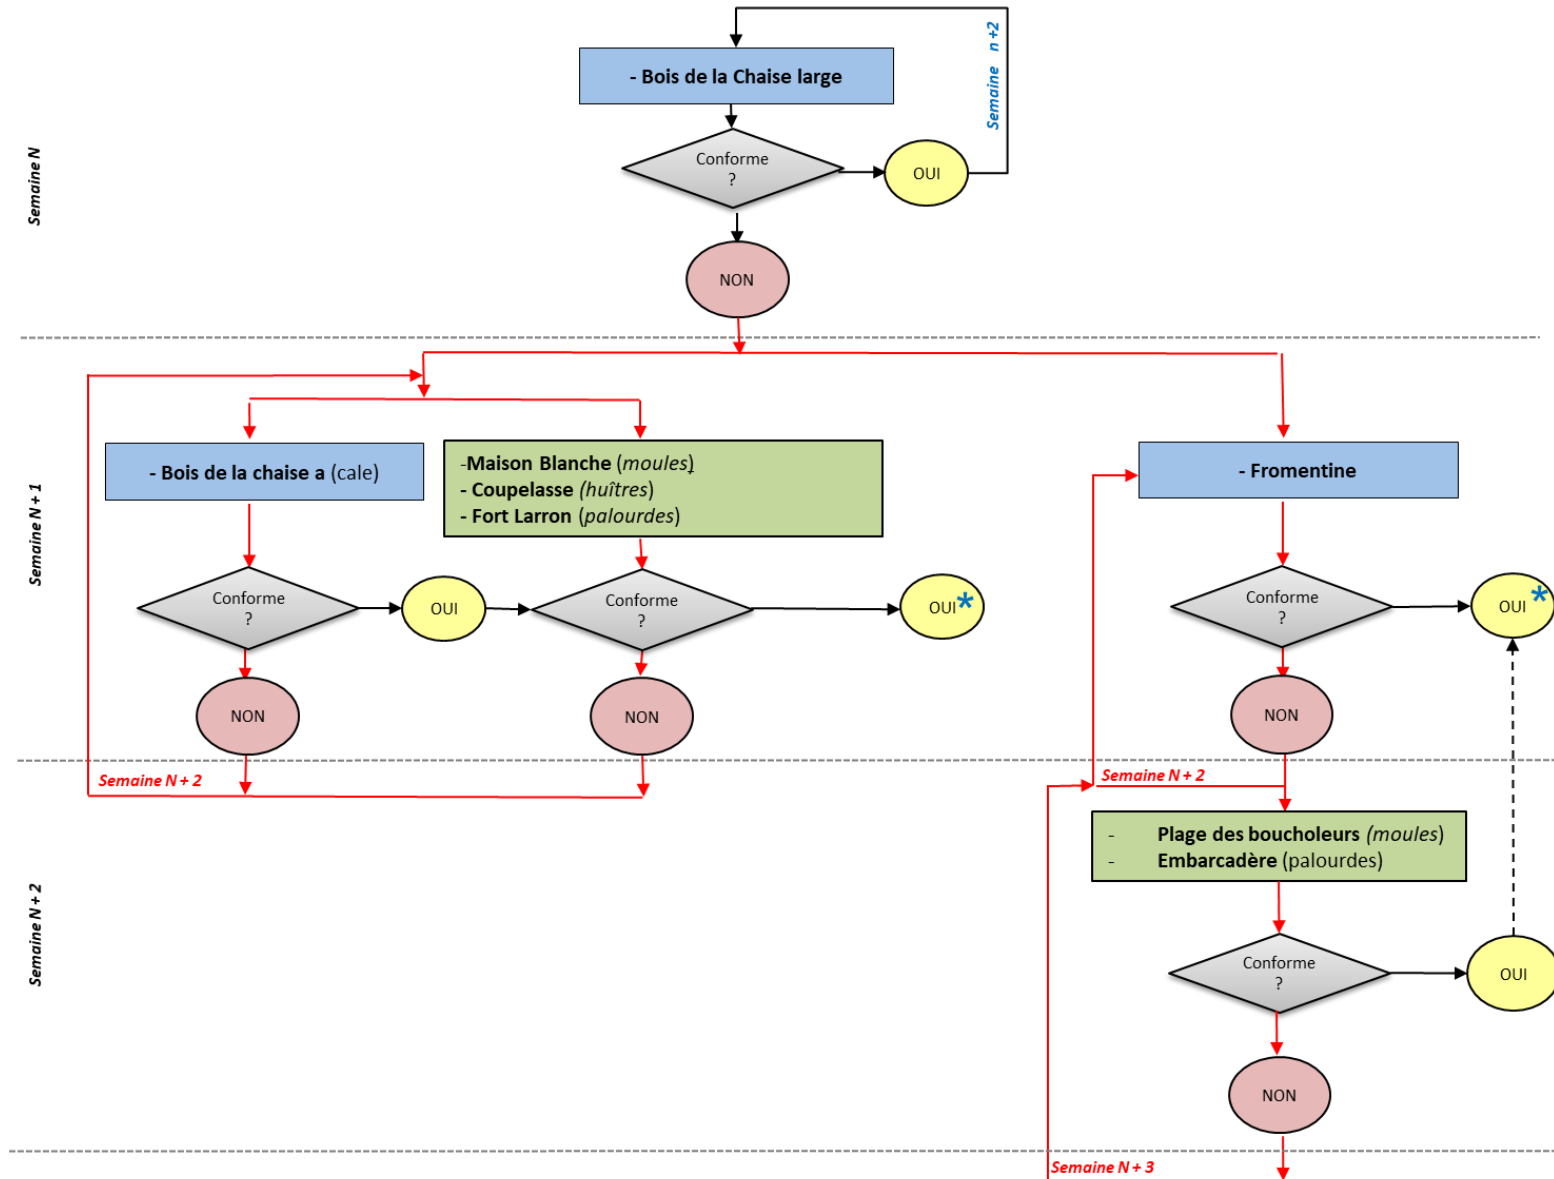 Semaine N
- Bois de la Chaise large
Semaine n +2
Conforme
?
OUI
NON
Semaine N + 1
- Bois de la chaise a (cale)
-Maison Blanche (moules)
- Coupelasse (huîtres)
- Fort Larron (palourdes)
- Fromentine
Conforme
?
OUI
Conforme
?
OUI*
Conforme
?
OUI*
NON
NON
NON
Semaine N + 2
Semaine N + 2
Semaine N + 2
- Plage des boucholeurs (moules)
- Embarcadère (palourdes)
Conforme
?
OUI
NON
Semaine N + 3